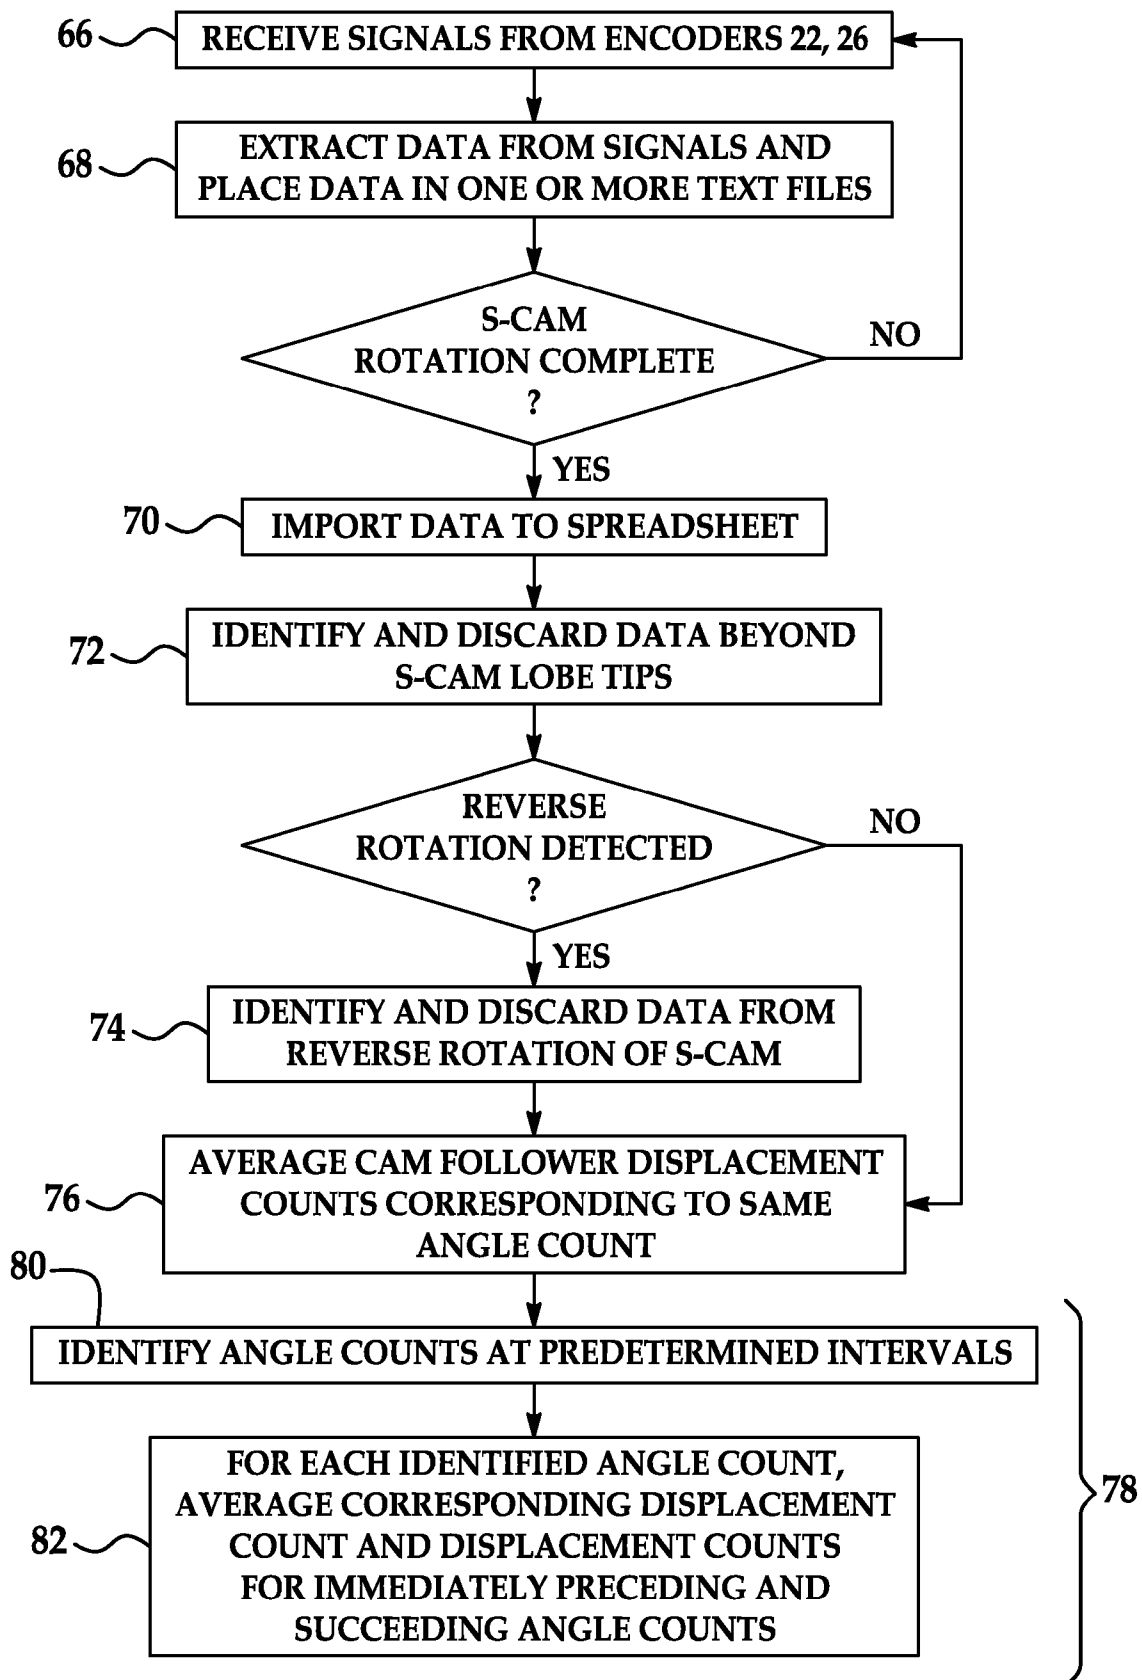 66
RECEIVE SIGNALS FROM ENCODERS 22, 26
68
EXTRACT DATA FROM SIGNALS AND
PLACE DATA IN ONE OR MORE TEXT FILES
S-CAM
ROTATION COMPLETE
?
NO
YES
70
IMPORT DATA TO SPREADSHEET
72
IDENTIFY AND DISCARD DATA BEYOND
S-CAM LOBE TIPS
REVERSE
ROTATION DETECTED
?
NO
YES
74
IDENTIFY AND DISCARD DATA FROM
REVERSE ROTATION OF S-CAM
76
AVERAGE CAM FOLLOWER DISPLACEMENT
COUNTS CORRESPONDING TO SAME
ANGLE COUNT
80
IDENTIFY ANGLE COUNTS AT PREDETERMINED INTERVALS
78
82
FOR EACH IDENTIFIED ANGLE COUNT,
AVERAGE CORRESPONDING DISPLACEMENT
COUNT AND DISPLACEMENT COUNTS
FOR IMMEDIATELY PRECEDING AND
SUCCEEDING ANGLE COUNTS